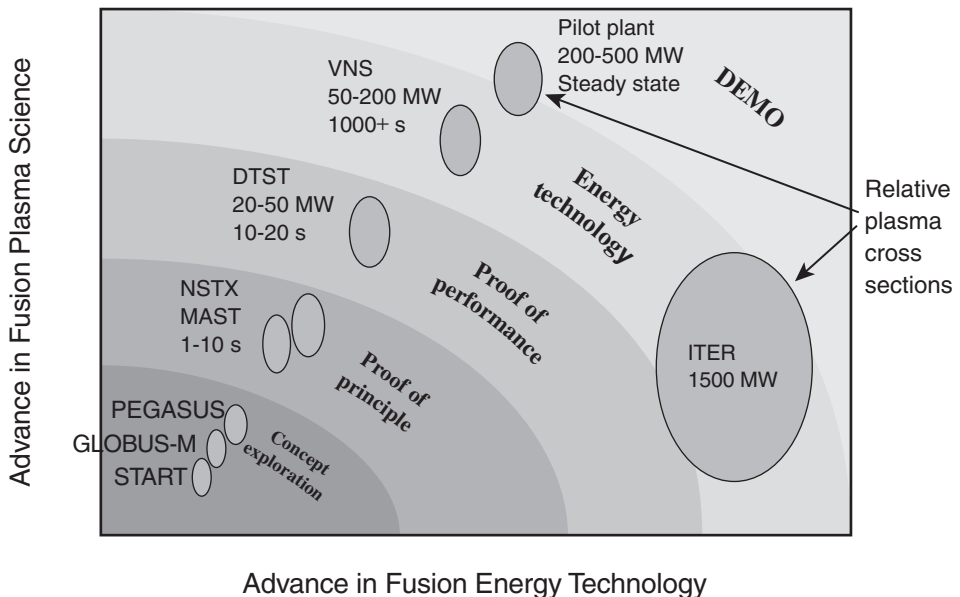 Advance in Fusion Plasma Science
Pilot plant
200-500 MW
Steady state
DEMO
VNS
50-200 MW
1000+ s
Energy
technology
Relative
plasma
cross
sections
DTST
20-50 MW
10-20 s
Proof of
performance
NSTX
MAST
1-10 s
Proof of
principle
ITER
1500 MW
PEGASUS
GLOBUS-M
START
Concept
exploration
Advance in Fusion Energy Technology